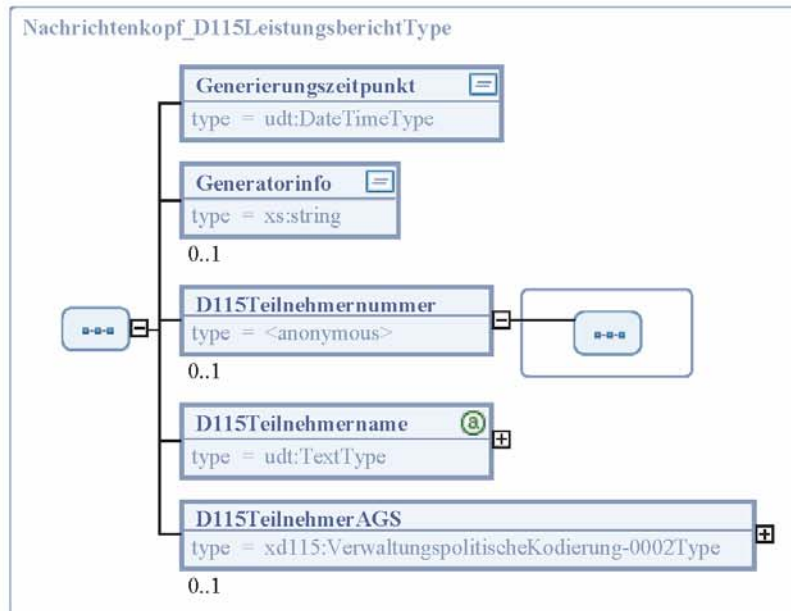 Nachrichtenkopf_D115LeistungsberichtType
Generierungszeitpunkt
type = udt:DateTimeType
Generatorinfo
type = xs:string
0..1
D115Teilnehmernummer
type = <anonymous>
0..1
D115Teilnehmername
type = udt:TextType
D115TeilnehmerAGS
type = xd115:VerwaltungspolitischeKodierung-0002Type
0..1